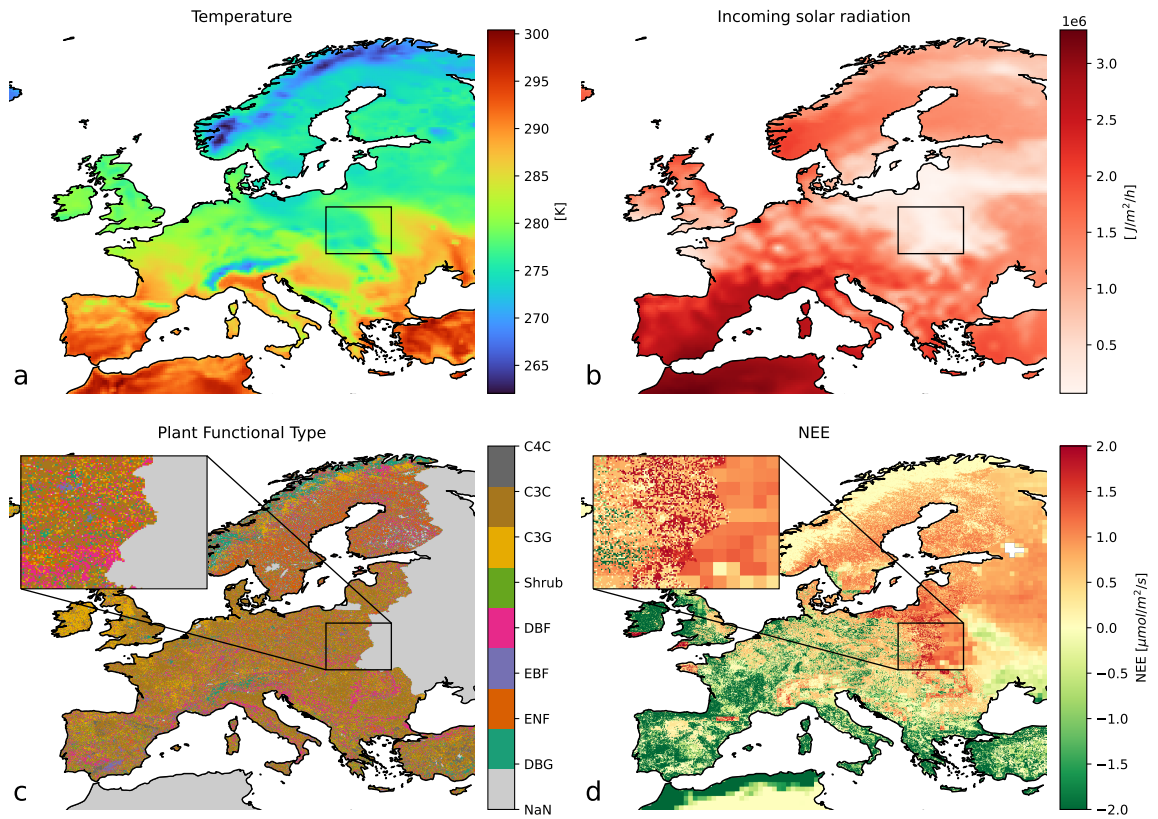 Temperature
300
295
290
285
280
275
270
265
[K]
a
Incoming solar radiation
1e6
3.0
2.5
2.0
1.5
1.0
0.5
[ J/m²/h]
b
Plant Functional Type
C4C
C3C
C3G
Shrub
DBF
EBF
ENF
DBG
NaN
c
NEE
2.0
1.5
1.0
0.5
0.0
−0.5
−1.0
−1.5
−2.0
NEE [μmol/m²/s]
d